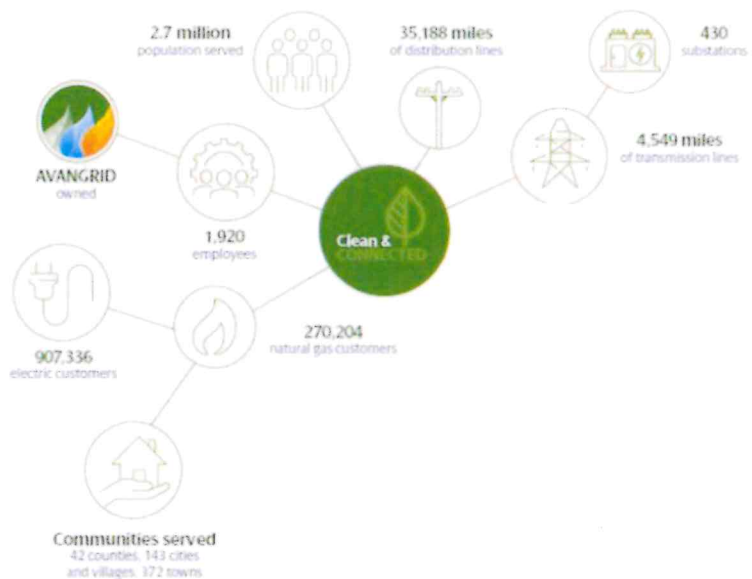 2.7 million
population served
35,188 miles
of distribution lines
430
substations
4,549 miles
of transmission lines
AVANGRID
owned
1,920
employees
Clean &
CONNECTED
270,204
natural gas customers
907,336
electric customers
Communities served
42 counties, 143 cities
and villages, 372 towns